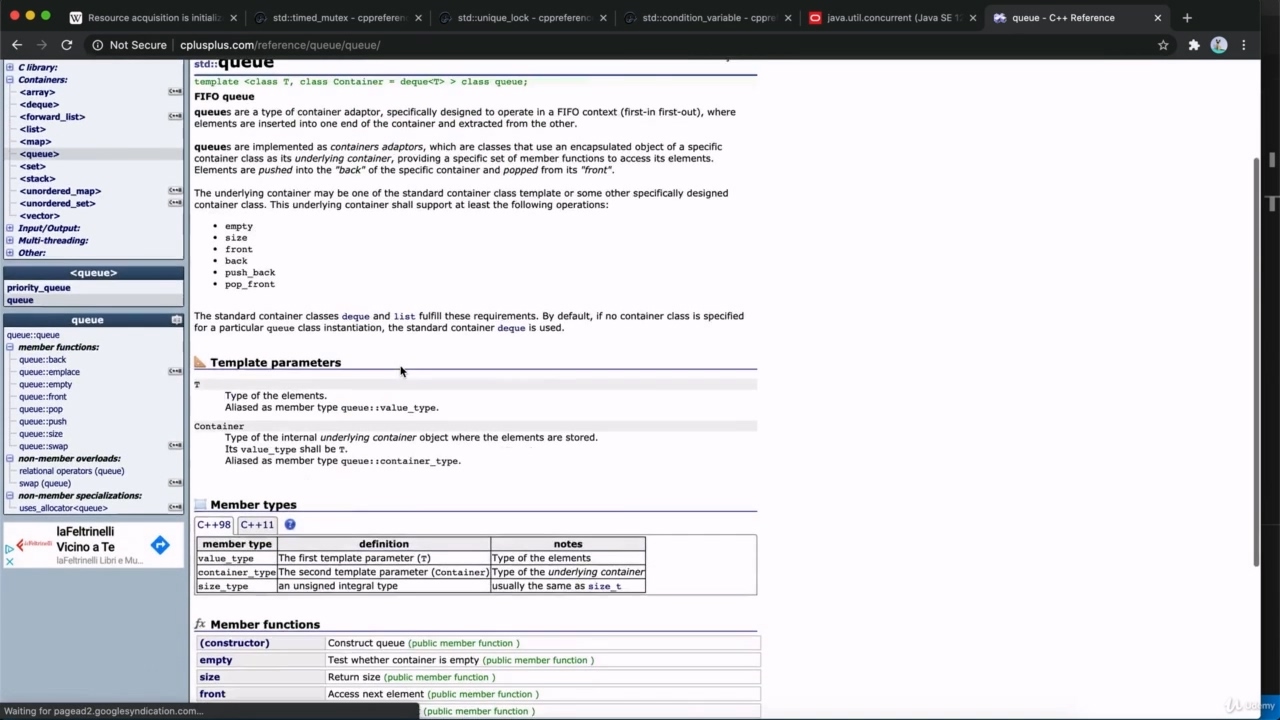 Resource acquisition is initializ
std::timed_mutex - cppreferenc
std::unique_lock - cppreferenc
std::condition_variable - cppre
java.util.concurrent (Java SE 1
queue - C++ Reference
Not Secure
cplusplus.com/reference/queue/queue/
C library:
Containers:
<array>
<deque>
<forward_list>
<list>
<map>
<queue>
<set>
<stack>
<unordered_map>
<unordered_set>
<vector>
Input/Output:
Multi-threading:
Other:
<queue>
priority_queue
queue
queue
queue::queue
member functions:
queue::back
queue::emplace
queue::empty
queue::front
queue::pop
queue::push
queue::size
queue::swap
non-member overloads:
relational operators (queue)
swap (queue)
non-member specializations:
uses_allocator<queue>
laFeltrinelli
Vicino a Te
laFeltrinelli Libri e Mu...
std::queue
template <class T, class Container = deque<T> > class queue;
FIFO queue
queues are a type of container adaptor, specifically designed to operate in a FIFO context (first-in first-out), where
elements are inserted into one end of the container and extracted from the other.
queues are implemented as containers adaptors, which are classes that use an encapsulated object of a specific
container class as its underlying container, providing a specific set of member functions to access its elements.
Elements are pushed into the "back" of the specific container and popped from its "front".
The underlying container may be one of the standard container class template or some other specifically designed
container class. This underlying container shall support at least the following operations:
• empty
• size
• front
• back
• push_back
• pop_front
The standard container classes deque and list fulfill these requirements. By default, if no container class is specified
for a particular queue class instantiation, the standard container deque is used.
Template parameters
T
Type of the elements.
Aliased as member type queue::value_type.
Container
Type of the internal underlying container object where the elements are stored.
Its value_type shall be T.
Aliased as member type queue::container_type.
Member types
C++98 C++11 ?
member type definition notes
value_type The first template parameter (T) Type of the elements
container_type The second template parameter (Container) Type of the underlying container
size_type an unsigned integral type usually the same as size_t
fx Member functions
(constructor) Construct queue (public member function )
empty Test whether container is empty (public member function )
size Return size (public member function )
front Access next element (public member function )
(public member function )
Waiting for pagead2.googlesyndication.com...
Udemy